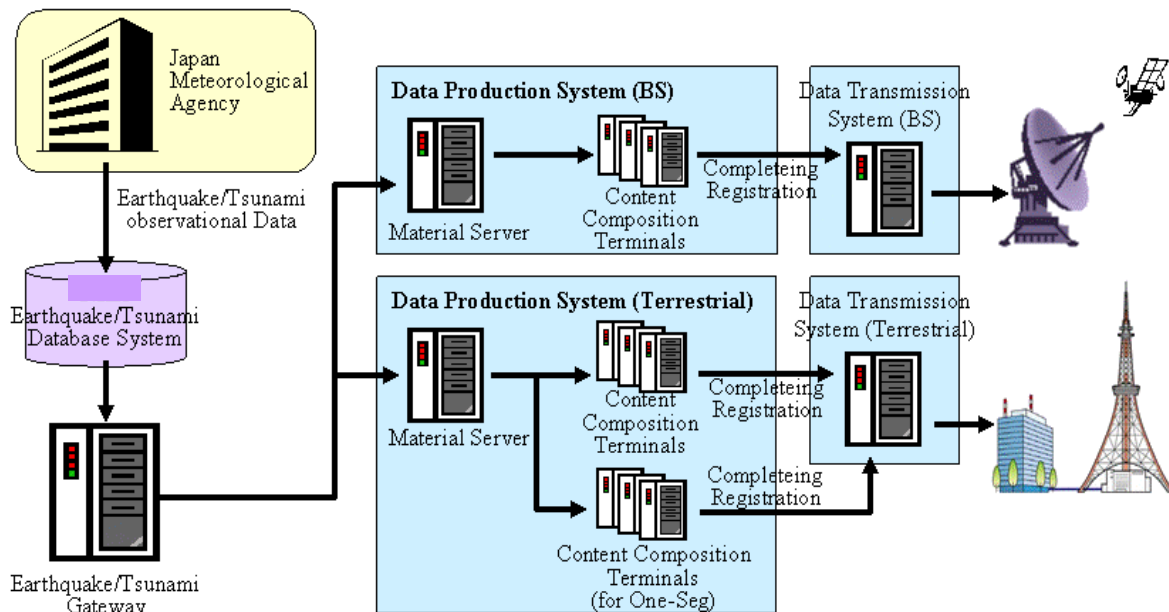 Japan
Meteorological
Agency
Earthquake/Tsunami
observational Data
Earthquake/Tsunami
Database System
Earthquake/Tsunami
Gateway
Data Production System (BS)
Material Server
Content
Composition
Terminals
Completeing
Registration
Data Transmission
System (BS)
Data Production System (Terrestrial)
Material Server
Content
Composition
Terminals
Completeing
Registration
Content Composition
Terminals
(for One-Seg)
Completeing
Registration
Data Transmission
System (Terrestrial)